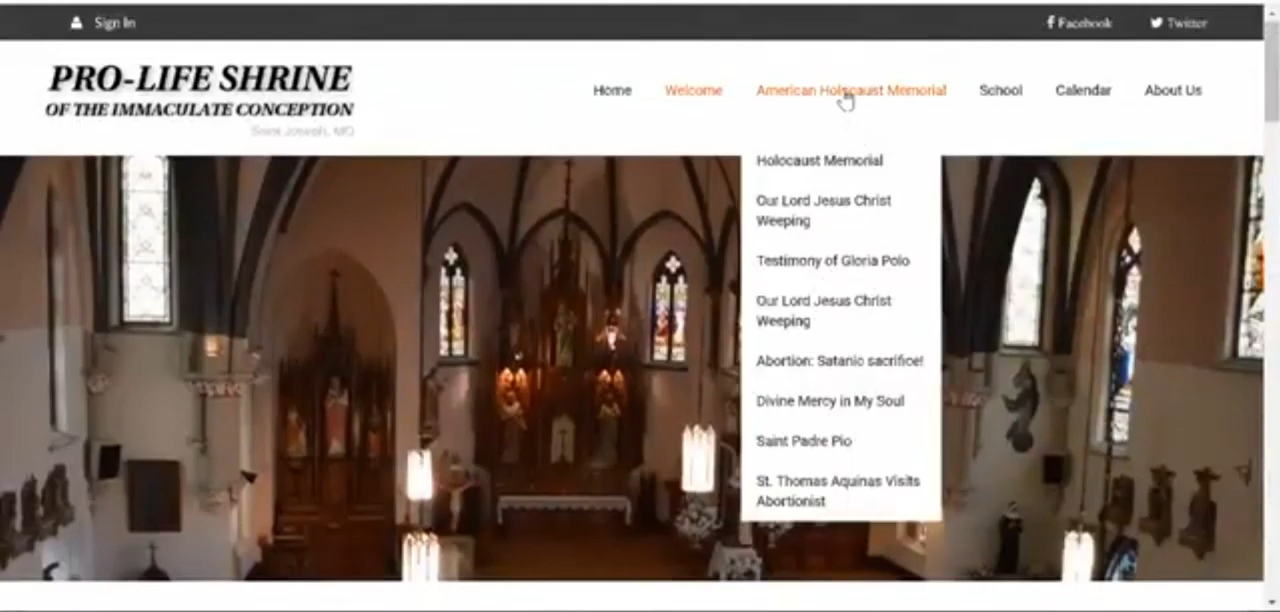 Sign In
Facebook
Twitter
PRO-LIFE SHRINE
OF THE IMMACULATE CONCEPTION
Saint Joseph, MO
Home
Welcome
American Holocaust Memorial
School
Calendar
About Us
Holocaust Memorial
Our Lord Jesus Christ
Weeping
Testimony of Gloria Polo
Our Lord Jesus Christ
Weeping
Abortion: Satanic sacrifice!
Divine Mercy in My Soul
Saint Padre Pio
St. Thomas Aquinas Visits
Abortionist